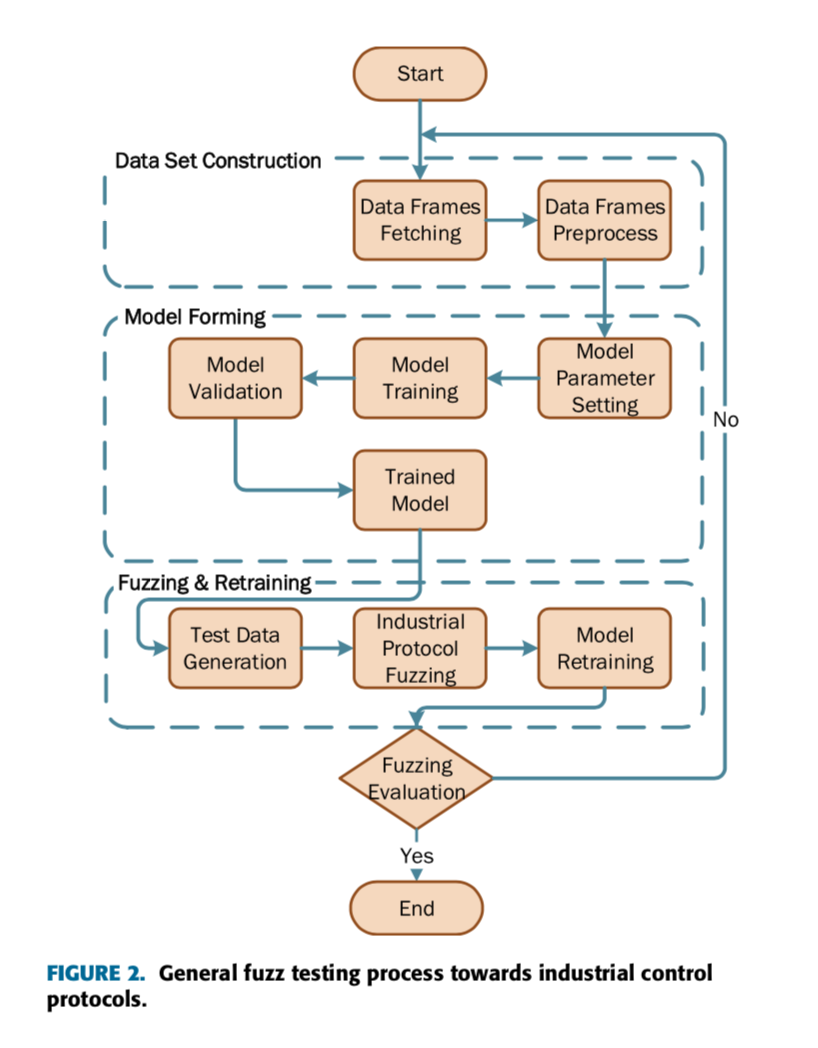 Start
Data Set Construction
Data Frames
Fetching
Data Frames
Preprocess
Model Forming
Model
Validation
Model
Training
Model
Parameter
Setting
No
Trained
Model
Fuzzing & Retraining
Test Data
Generation
Industrial
Protocol
Fuzzing
Model
Retraining
Fuzzing
Evaluation
Yes
End
FIGURE 2. General fuzz testing process towards industrial control
protocols.